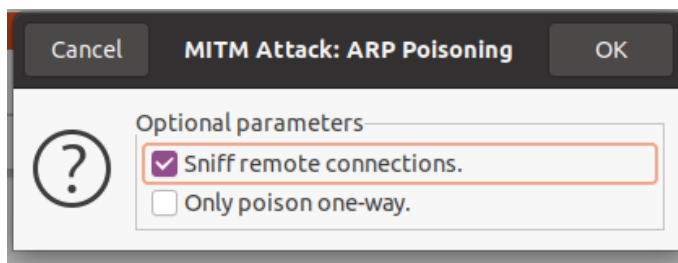 Cancel MITM Attack: ARP Poisoning OK
Optional parameters
?
Sniff remote connections.
Only poison one-way.